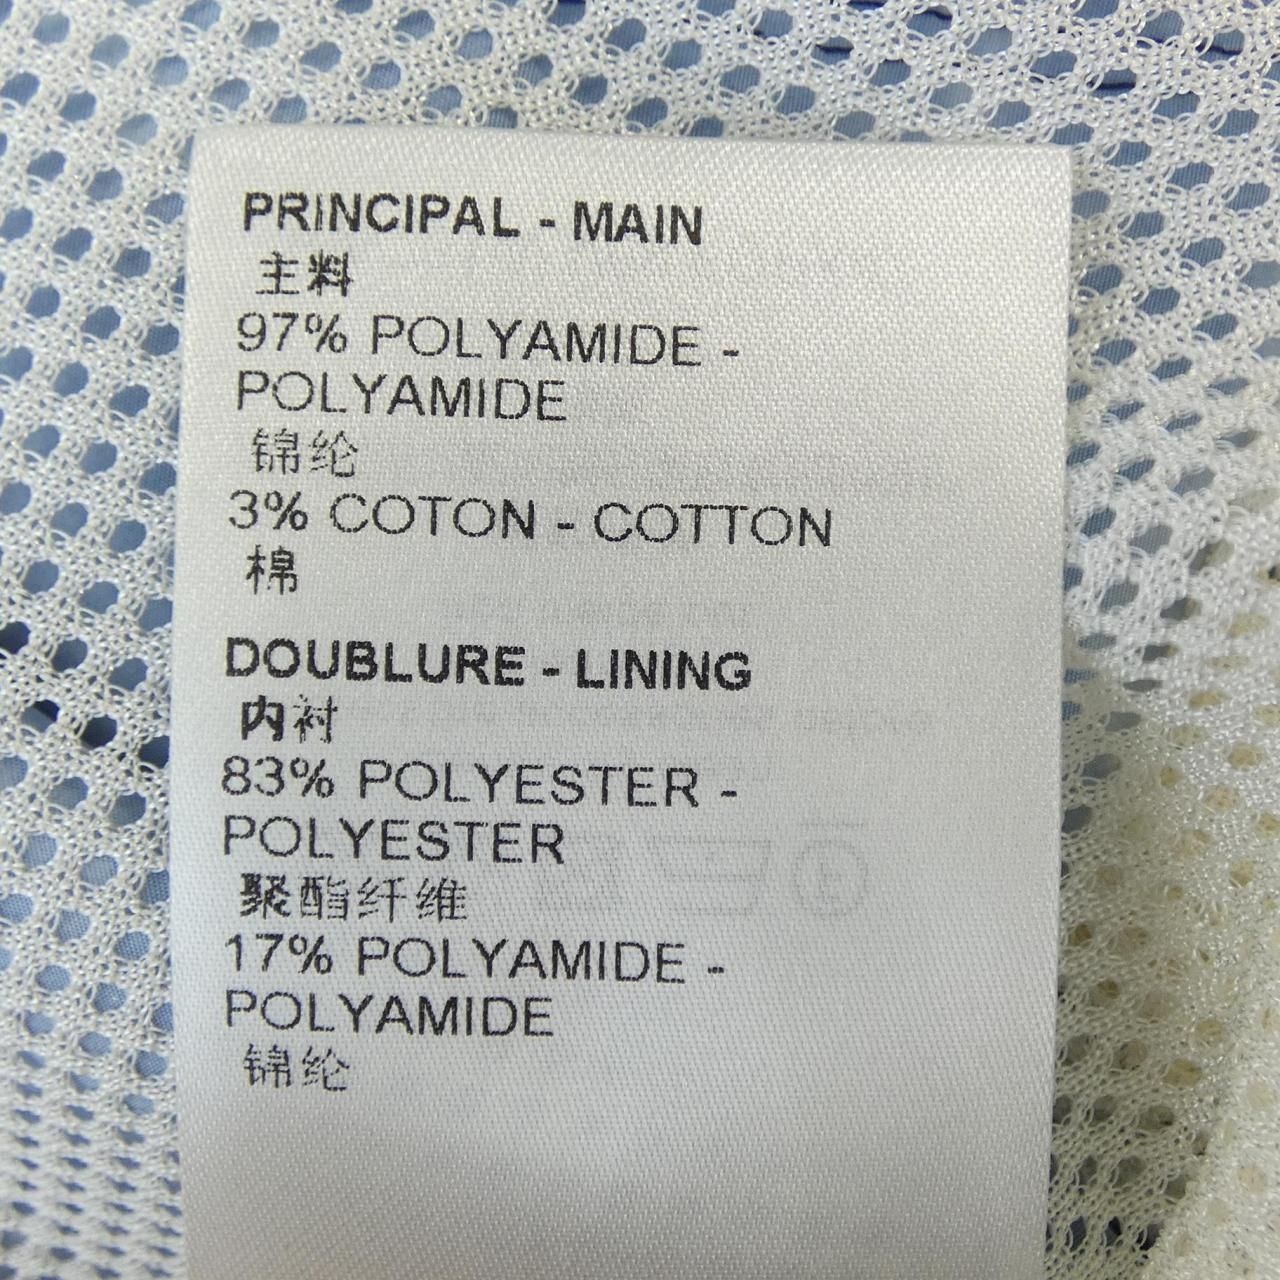 PRINCIPAL - MAIN
主料
97% POLYAMIDE -
POLYAMIDE
锦纶
3% COTON - COTTON
棉
DOUBLURE - LINING
内衬
83% POLYESTER -
POLYESTER
聚酯纤维
17% POLYAMIDE -
POLYAMIDE
锦纶